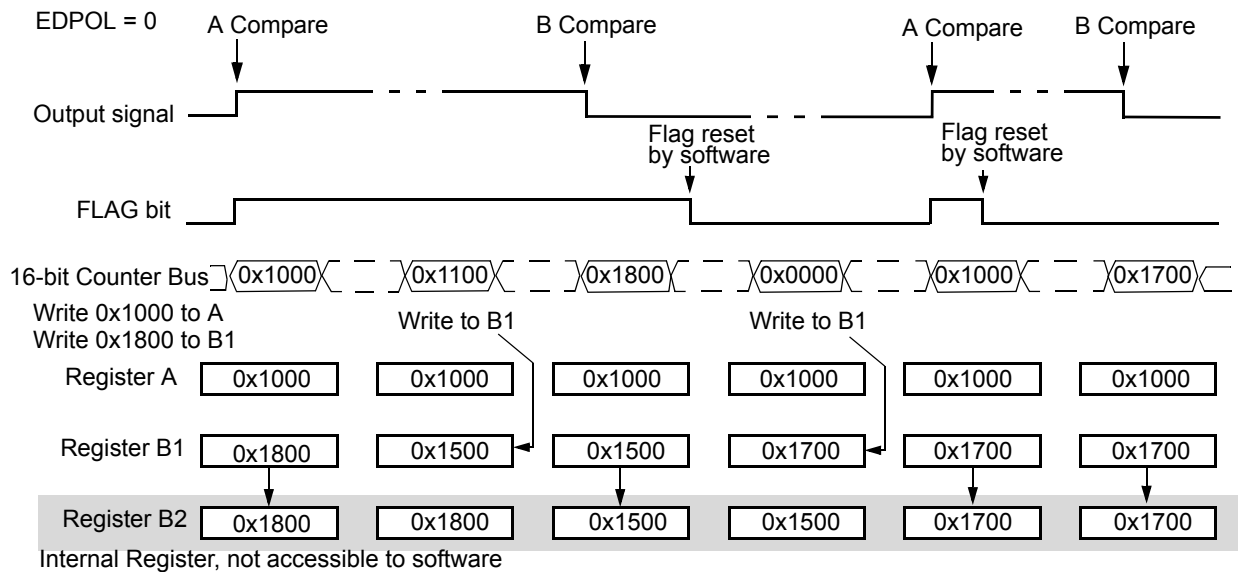 EDPOL = 0
A Compare
B Compare
A Compare
B Compare
Output signal
Flag reset
by software
Flag reset
by software
FLAG bit
16-bit Counter Bus 0x1000 0x1100 0x1800 0x0000 0x1000 0x1700
Write 0x1000 to A
Write 0x1800 to B1
Write to B1
Write to B1
Register A 0x1000 0x1000 0x1000 0x1000 0x1000 0x1000
Register B1 0x1800 0x1500 0x1500 0x1700 0x1700 0x1700
Register B2 0x1800 0x1800 0x1500 0x1500 0x1700 0x1700
Internal Register, not accessible to software